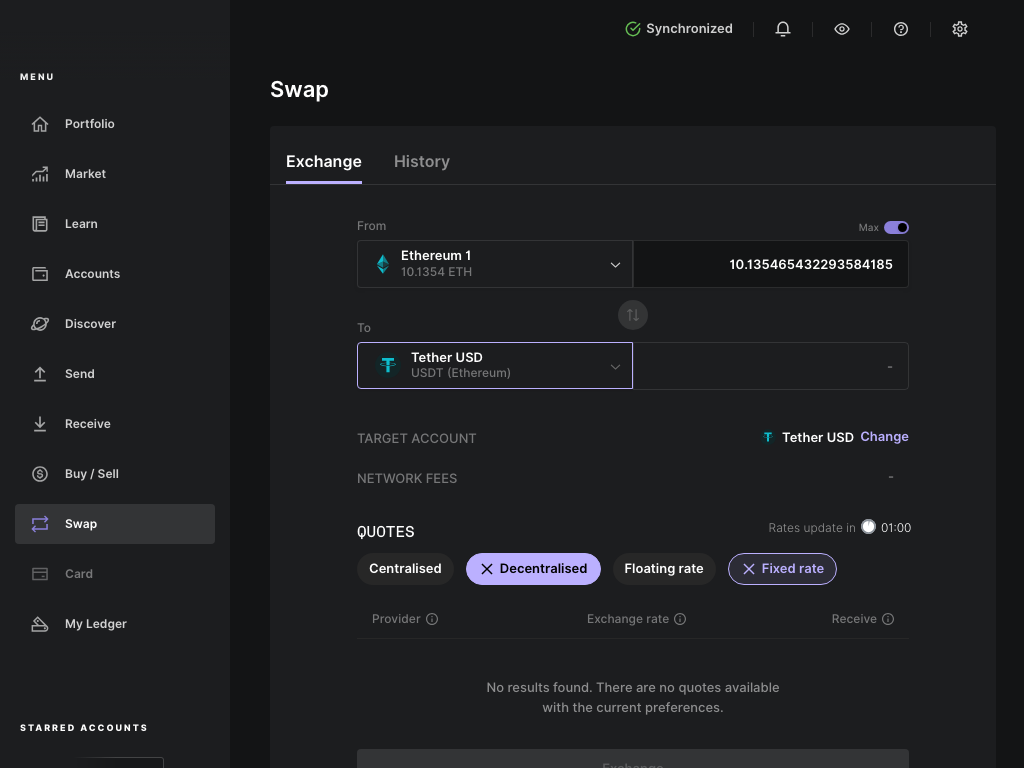 Synchronized
MENU
Portfolio
Market
Learn
Accounts
Discover
Send
Receive
Buy / Sell
Swap
Card
My Ledger
STARRED ACCOUNTS
Swap
Exchange
History
From
Max
Ethereum 1
10.1354 ETH
10.135465432293584185
To
Tether USD
USDT (Ethereum)
-
TARGET ACCOUNT
Tether USD Change
NETWORK FEES
-
QUOTES
Rates update in 01:00
Centralised
Decentralised
Floating rate
Fixed rate
Provider
Exchange rate
Receive
No results found. There are no quotes available
with the current preferences.
Exchange